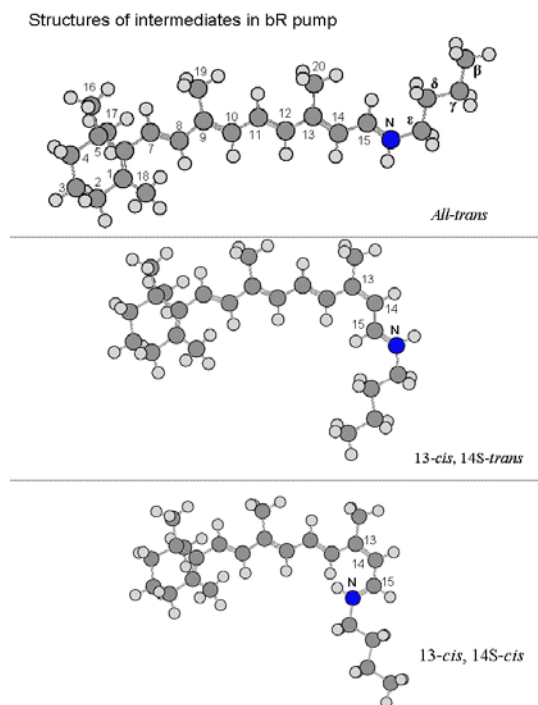 Structures of intermediates in bR pump
20
19
β
16
δ
17
γ
10
12
14
ε
8
11
13
15
N
9
7
5
4
1
18
3
2
All-trans
13
14
15
N
13-cis, 14S-trans
13
14
N
15
13-cis, 14S-cis